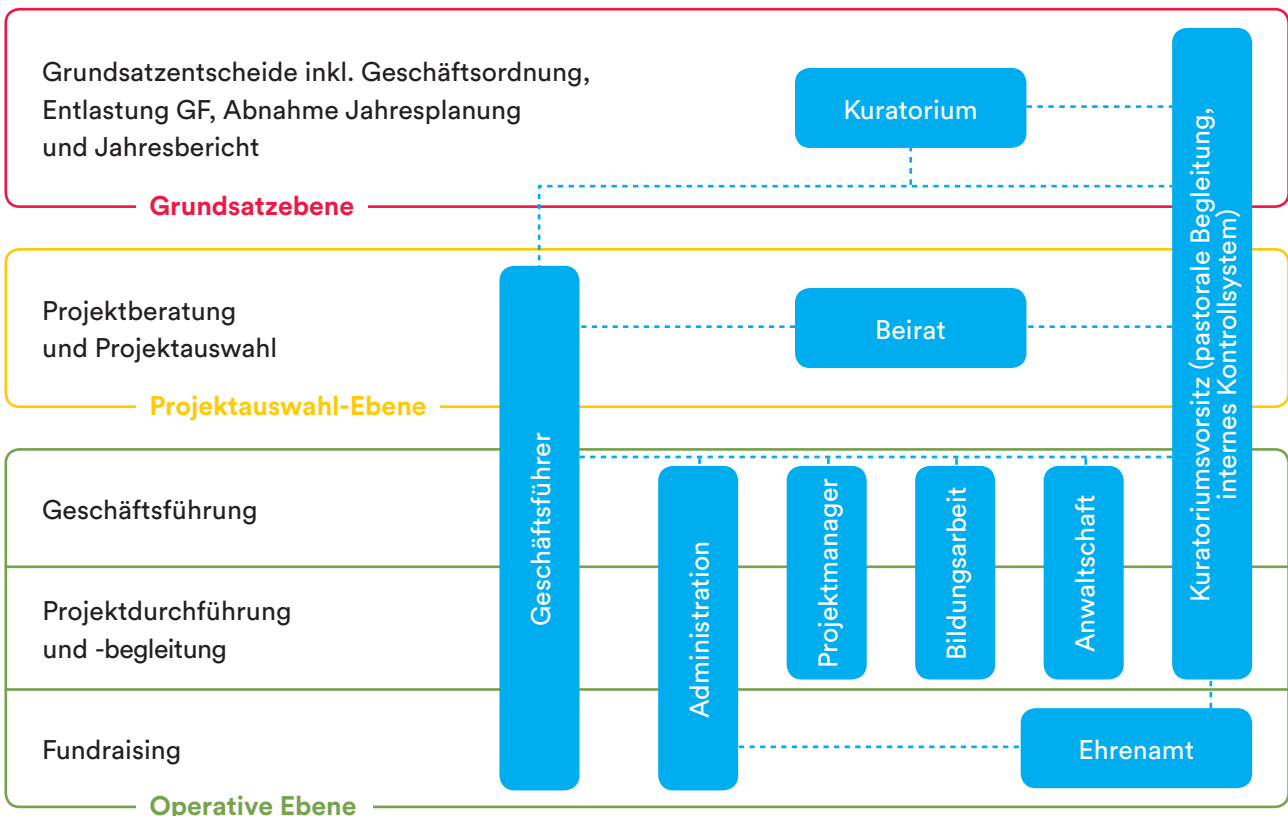 Grundsatzentscheide inkl. Geschäftsordnung,
Entlastung GF, Abnahme Jahresplanung
und Jahresbericht
Kuratorium
Grundsatzebene
Projektberatung
und Projektauswahl
Beirat
Projektauswahl-Ebene
Geschäftsführung
Projektdurchführung
und -begleitung
Fundraising
Geschäftsführer
Administration
Projektmanager
Bildungsarbeit
Anwaltschaft
Kuratoriumsvorsitz (pastorale Begleitung,
internes Kontrollsystem)
Ehrenamt
Operative Ebene